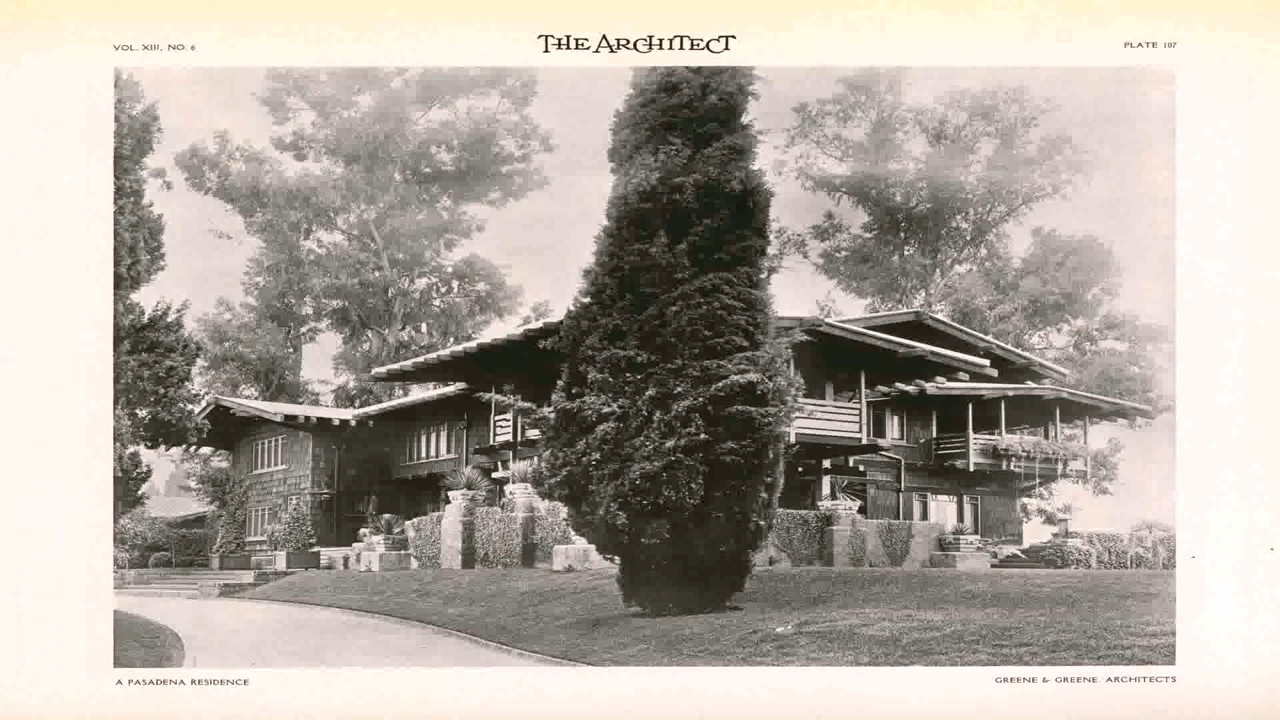 VOL. XIII, NO. 6
THE ARCHITECT
PLATE 107
A PASADENA RESIDENCE
GREENE & GREENE, ARCHITECTS